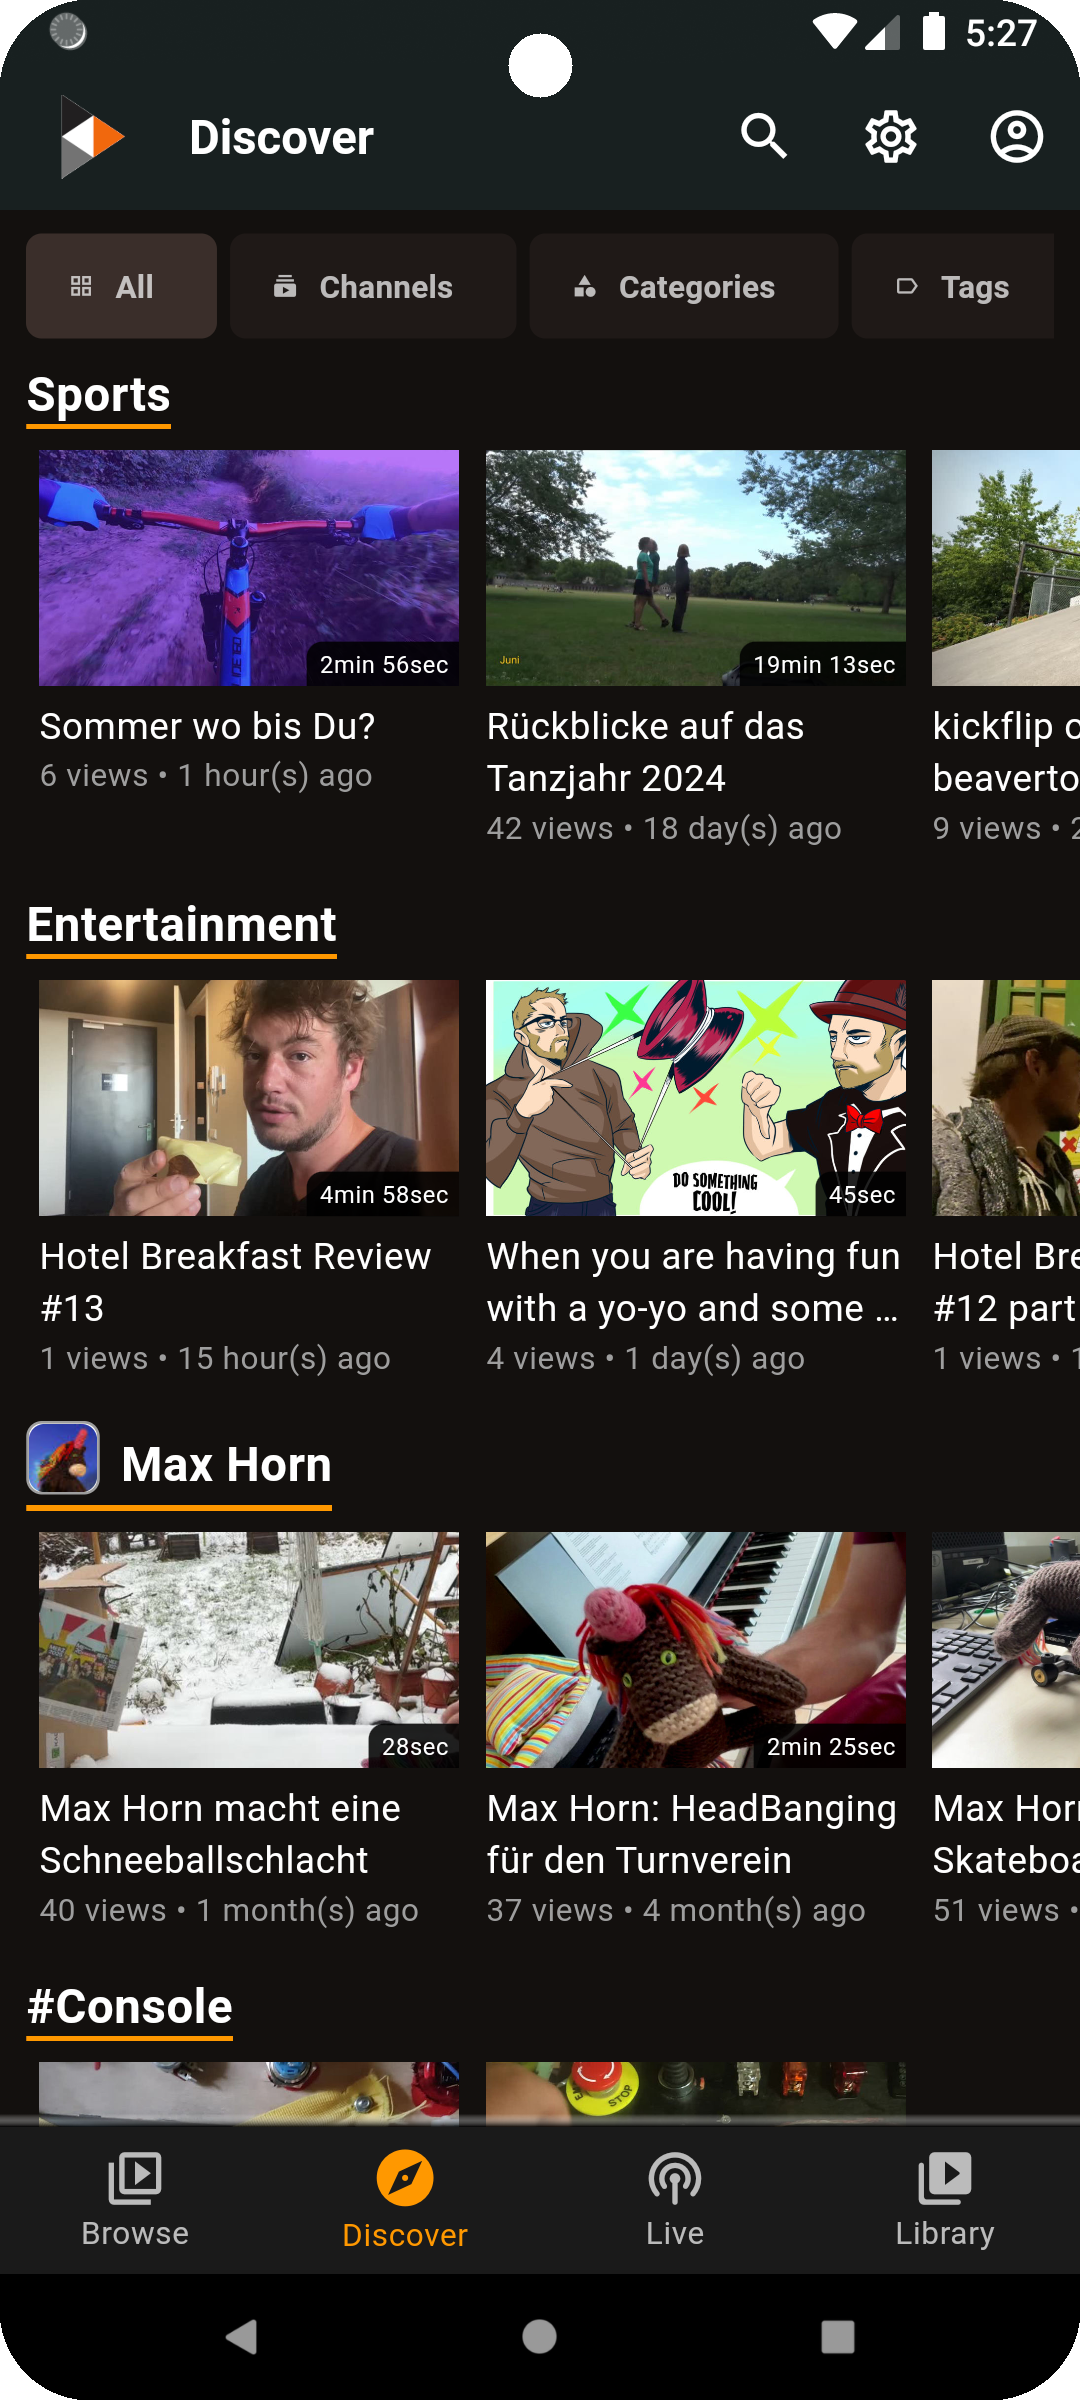 5:27
Discover
All
Channels
Categories
Tags
Sports
Juni
2min 56sec
19min 13sec
Sommer wo bis Du?
6 views • 1 hour(s) ago
Rückblicke auf das
Tanzjahr 2024
42 views • 18 day(s) ago
kickflip
beaverto
9 views • 2
Entertainment
4min 58sec
DO SOMETHING
COOL!
45sec
Hotel Breakfast Review
#13
1 views • 15 hour(s) ago
When you are having fun
with a yo-yo and some ...
4 views • 1 day(s) ago
Hotel Bre
#12 part
1 views • 1
Max Horn
28sec
2min 25sec
Max Horn macht eine
Schneeballschlacht
40 views • 1 month(s) ago
Max Horn: HeadBanging
für den Turnverein
37 views • 4 month(s) ago
Max Horn
Skateboa
51 views •
#Console
STOP
Browse
Discover
Live
Library